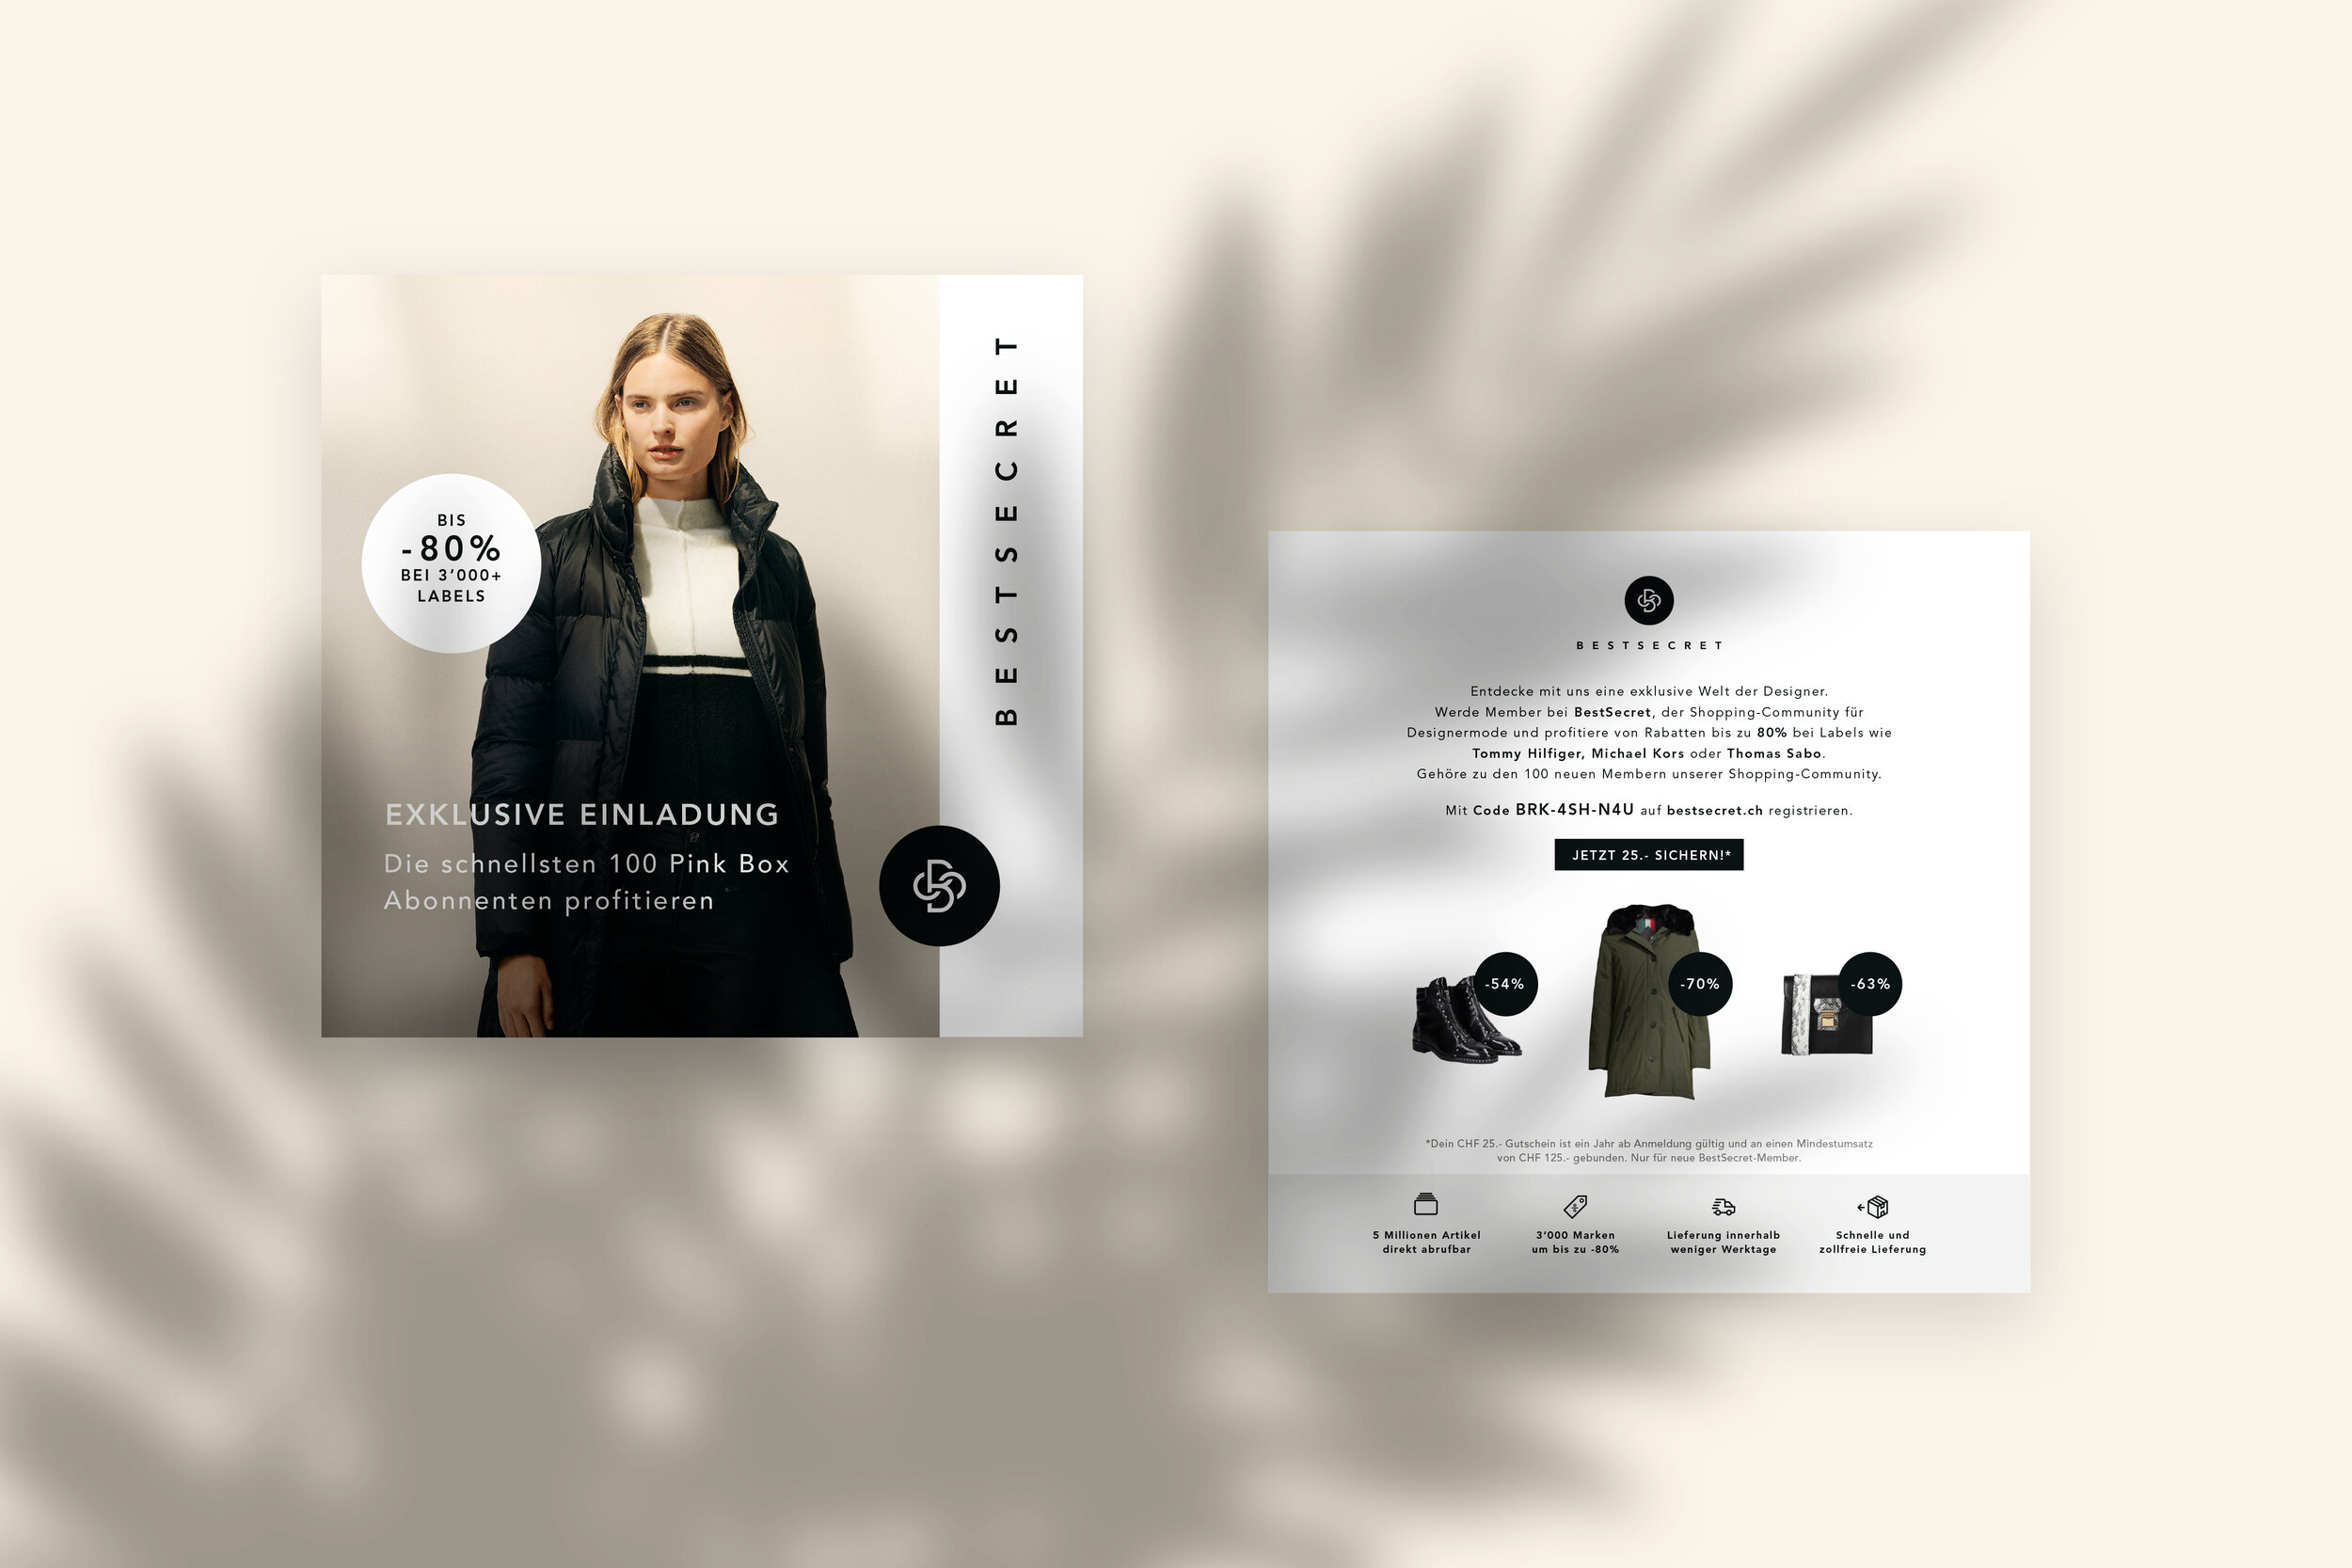 BIS
-80%
BEI 3’000+
LABELS
EXKLUSIVE EINLADUNG
Die schnellsten 100 Pink Box
Abonnenten profitieren
BESTSECRET
BESTSECRET
Entdecke mit uns eine exklusive Welt der Designer.
Werde Member bei BestSecret, der Shopping-Community für
Designermode und profitiere von Rabatten bis zu 80% bei Labels wie
Tommy Hilfiger, Michael Kors oder Thomas Sabo.
Gehöre zu den 100 neuen Membern unserer Shopping-Community.
Mit Code BRK-4SH-N4U auf bestsecret.ch registrieren.
JETZT 25.- SICHERN!*
-54%
-70%
-63%
*Dein CHF 25.- Gutschein ist ein Jahr ab Anmeldung gültig und an einen Mindestumsatz
von CHF 125.- gebunden. Nur für neue BestSecret-Member.
5 Millionen Artikel
direkt abrufbar
3’000 Marken
um bis zu -80%
Lieferung innerhalb
weniger Werktage
Schnelle und
zollfreie Lieferung